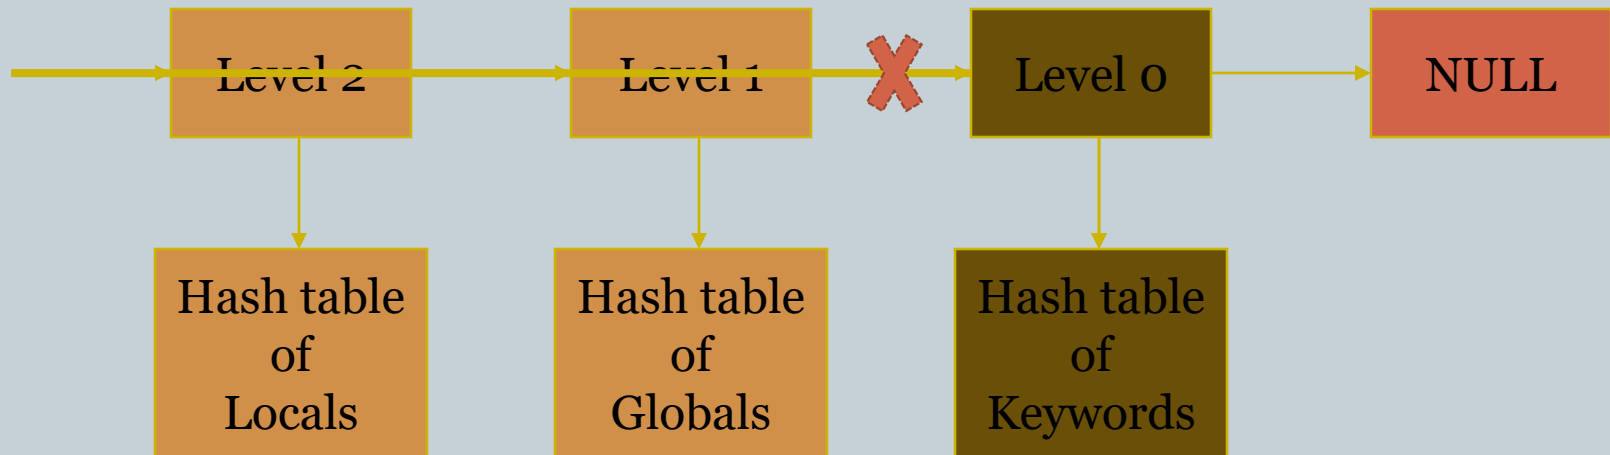 Level 2
Level 1
Level 0
NULL
Hash table
of
Locals
Hash table
of
Globals
Hash table
of
Keywords